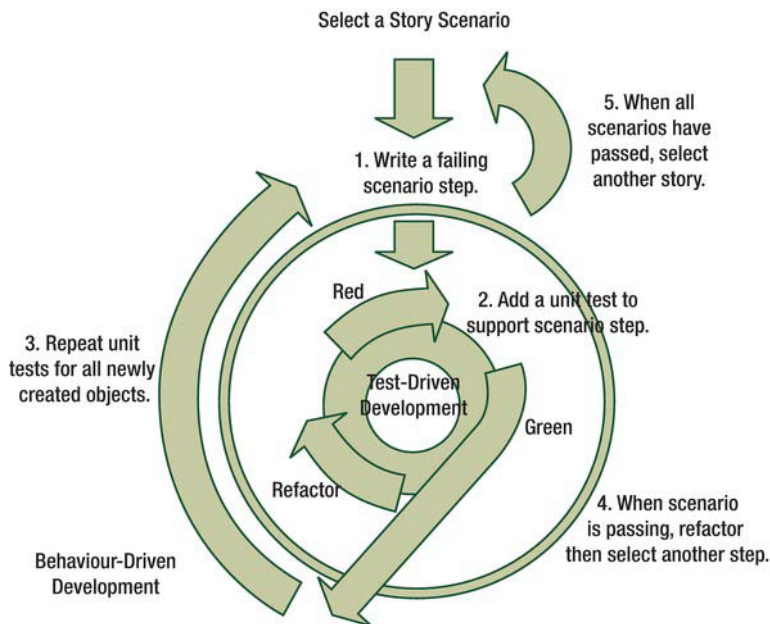 Select a Story Scenario
5. When all
scenarios have
passed, select
another story.
1. Write a failing
scenario step.
Red
2. Add a unit test to
support scenario step.
3. Repeat unit
tests for all newly
created objects.
Test-Driven
Development
Green
Refactor
4. When scenario
is passing, refactor
then select another step.
Behaviour-Driven
Development